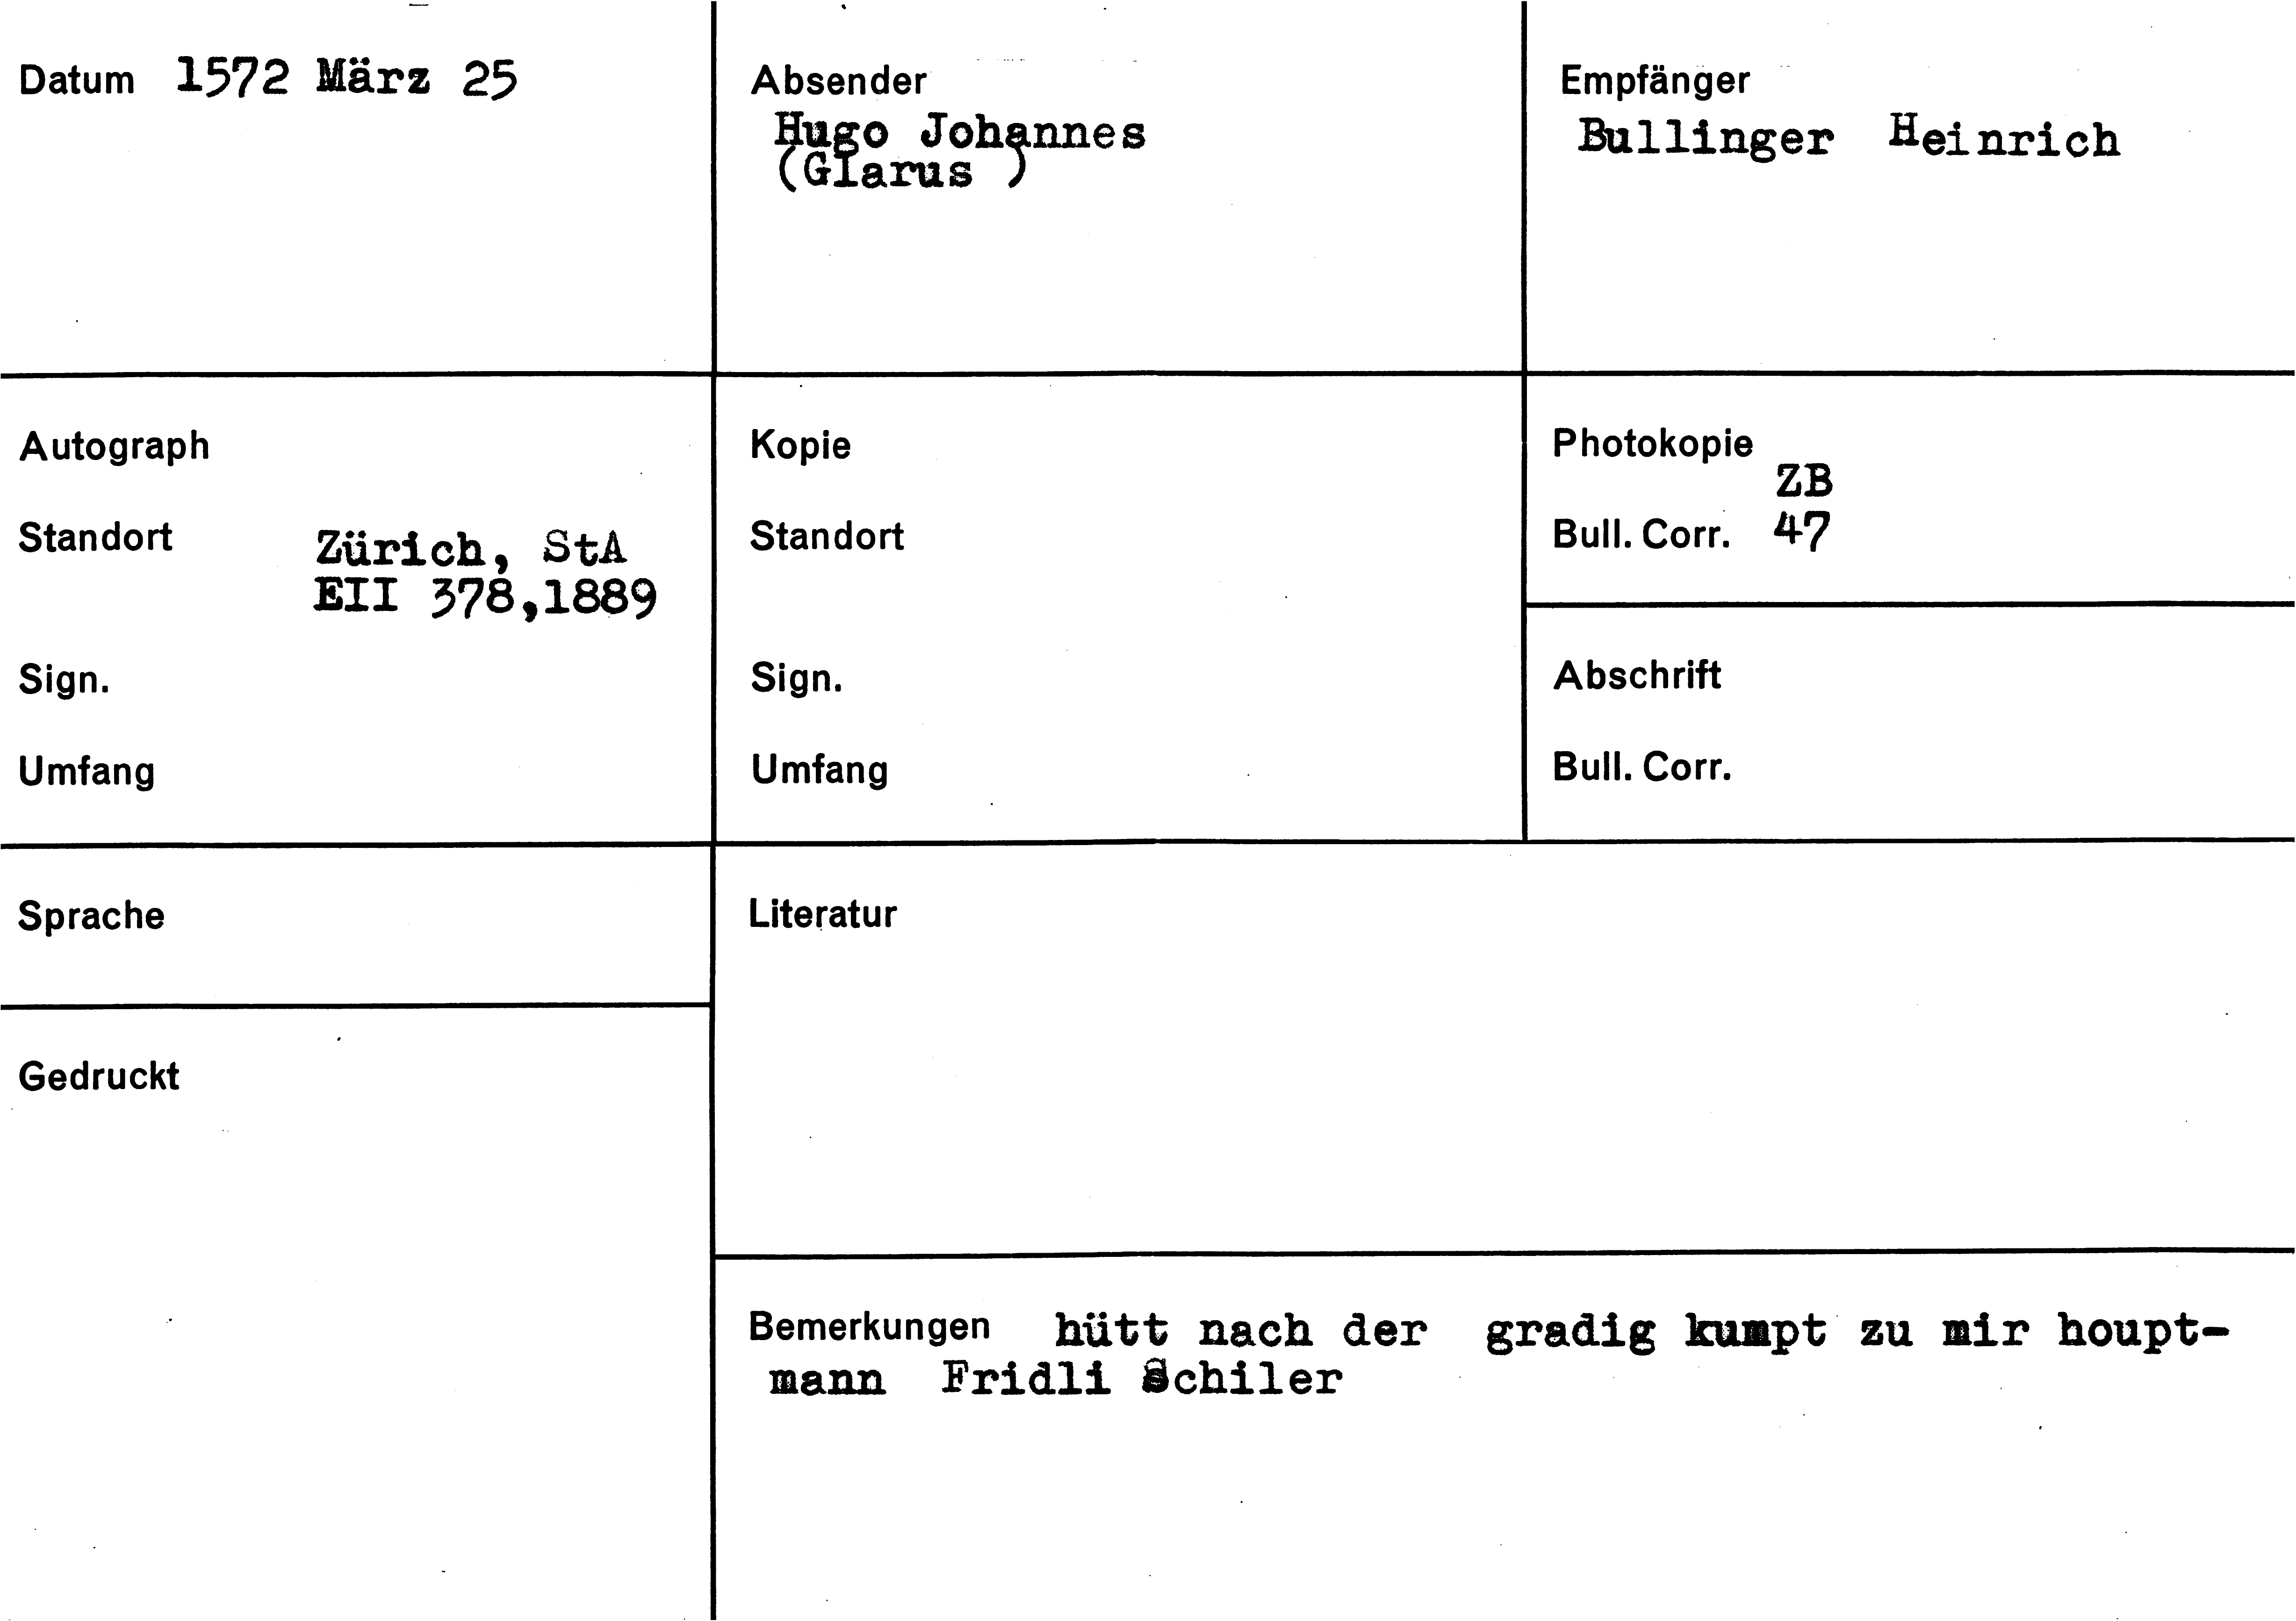 Datum 1572 März 25
Absender
Hugo Johannes
(Glarus )
Empfänger
Bullinger Heinrich
Autograph
Standort Zürich, StA
EII 378,1889
Sign.
Umfang
Kopie
Standort
Sign.
Umfang
Photokopie
ZB
Bull. Corr. 47
Abschrift
Bull. Corr.
Sprache
Gedruckt
Literatur
Bemerkungen hütt nach der gradig kumpt zu mir houpt-
mann Fridli Schiler